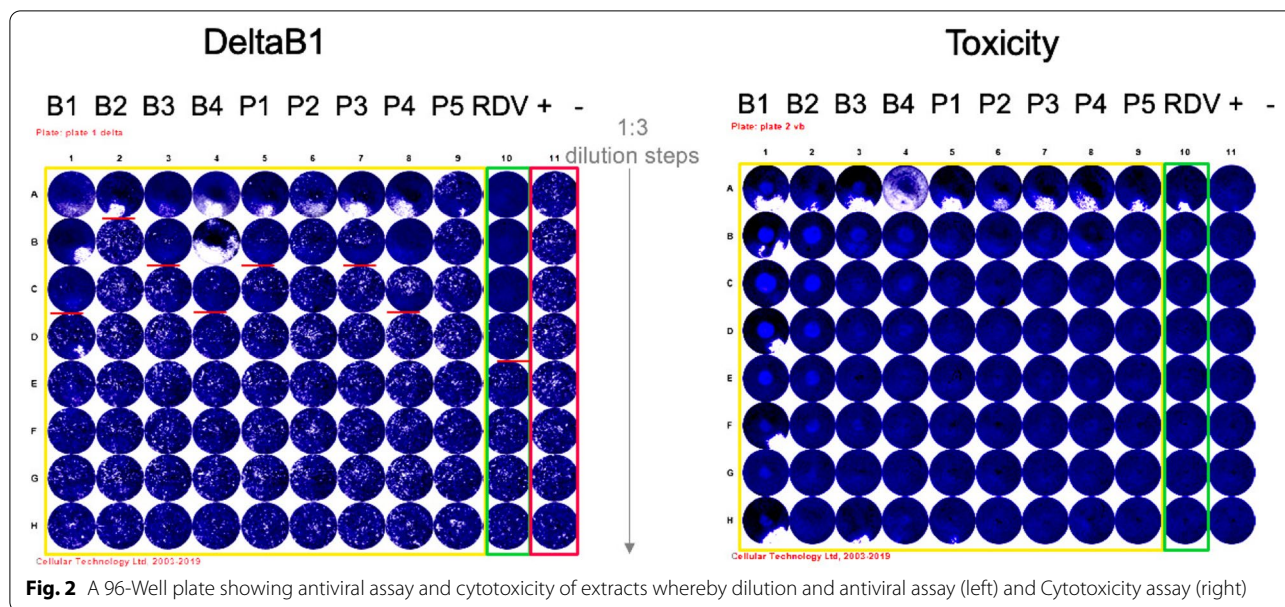 DeltaB1
Toxicity
B1 B2 B3 B4 P1 P2 P3 P4 P5 RDV + -
B1 B2 B3 B4 P1 P2 P3 P4 P5 RDV + -
Plate: plate 1 delta
1:3
dilution steps
Plate: plate 2 vb
1 2 3 4 5 6 7 8 9 10 11
1 2 3 4 5 6 7 8 9 10 11
A
B
C
D
E
F
G
H
A
B
C
D
E
F
G
H
Cellular Technology Ltd, 2003-2019
Cellular Technology Ltd, 2003-2019
Fig. 2 A 96-Well plate showing antiviral assay and cytotoxicity of extracts whereby dilution and antiviral assay (left) and Cytotoxicity assay (right)